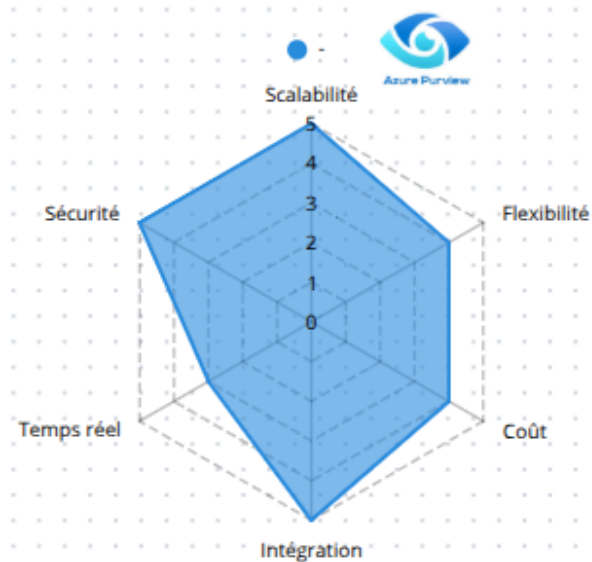 -
Azure Purview
Scalabilité
5
4
3
2
1
0
Sécurité
Flexibilité
Temps réel
Coût
Intégration